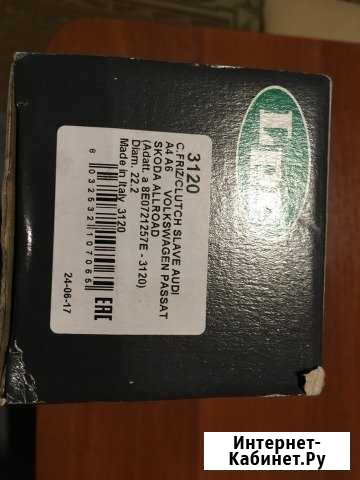 LPR
3120
C.FRIZ/CLUTCH SLAVE AUDI
A4 A6 VOLKSWAGEN PASSAT
SKODA ALLROAD
(Adatt. a 8E0721257E - 3120)
Diam. 22.2
Made in Italy 3120
8 032532 107065
EAC
24-06-17
Интернет-
Кабинет.Ру